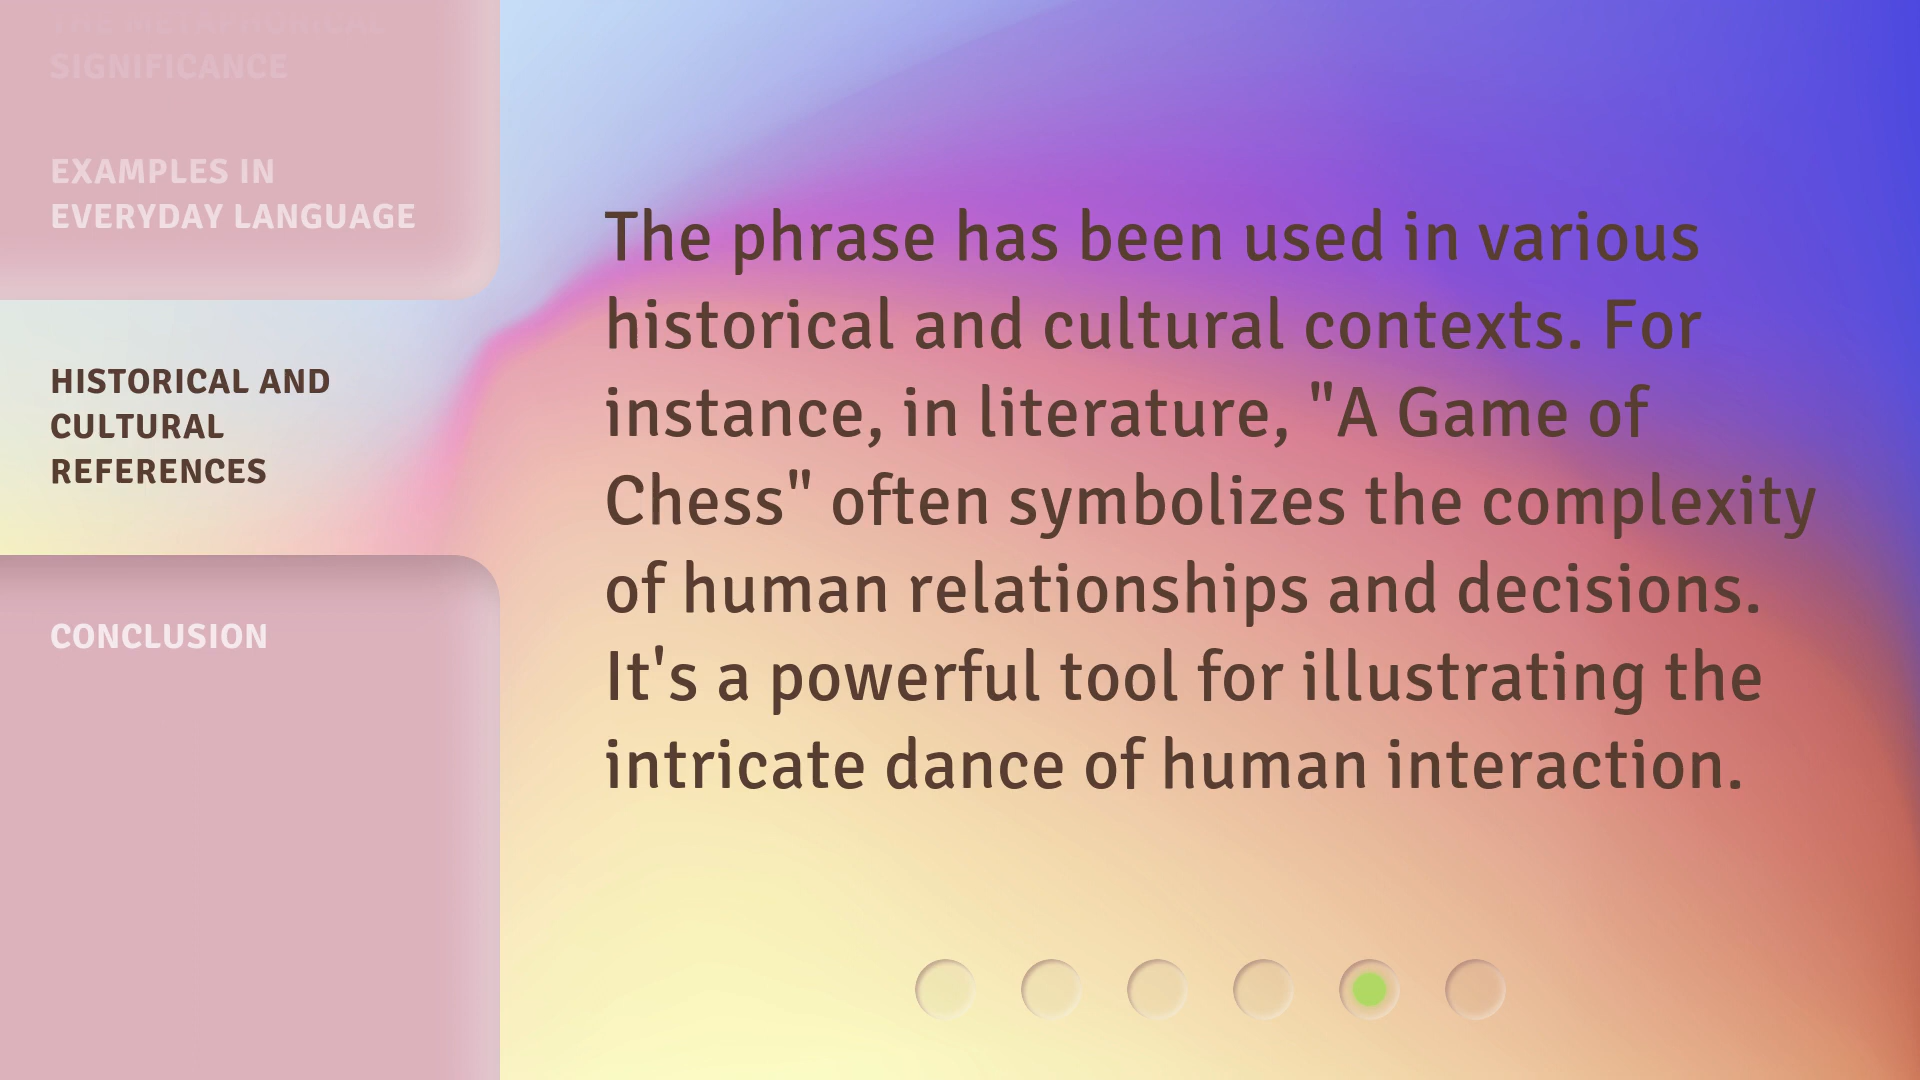 THE METAPHORICAL
SIGNIFICANCE
EXAMPLES IN
EVERYDAY LANGUAGE
HISTORICAL AND
CULTURAL
REFERENCES
CONCLUSION
The phrase has been used in various
historical and cultural contexts. For
instance, in literature, "A Game of
Chess" often symbolizes the complexity
of human relationships and decisions.
It's a powerful tool for illustrating the
intricate dance of human interaction.